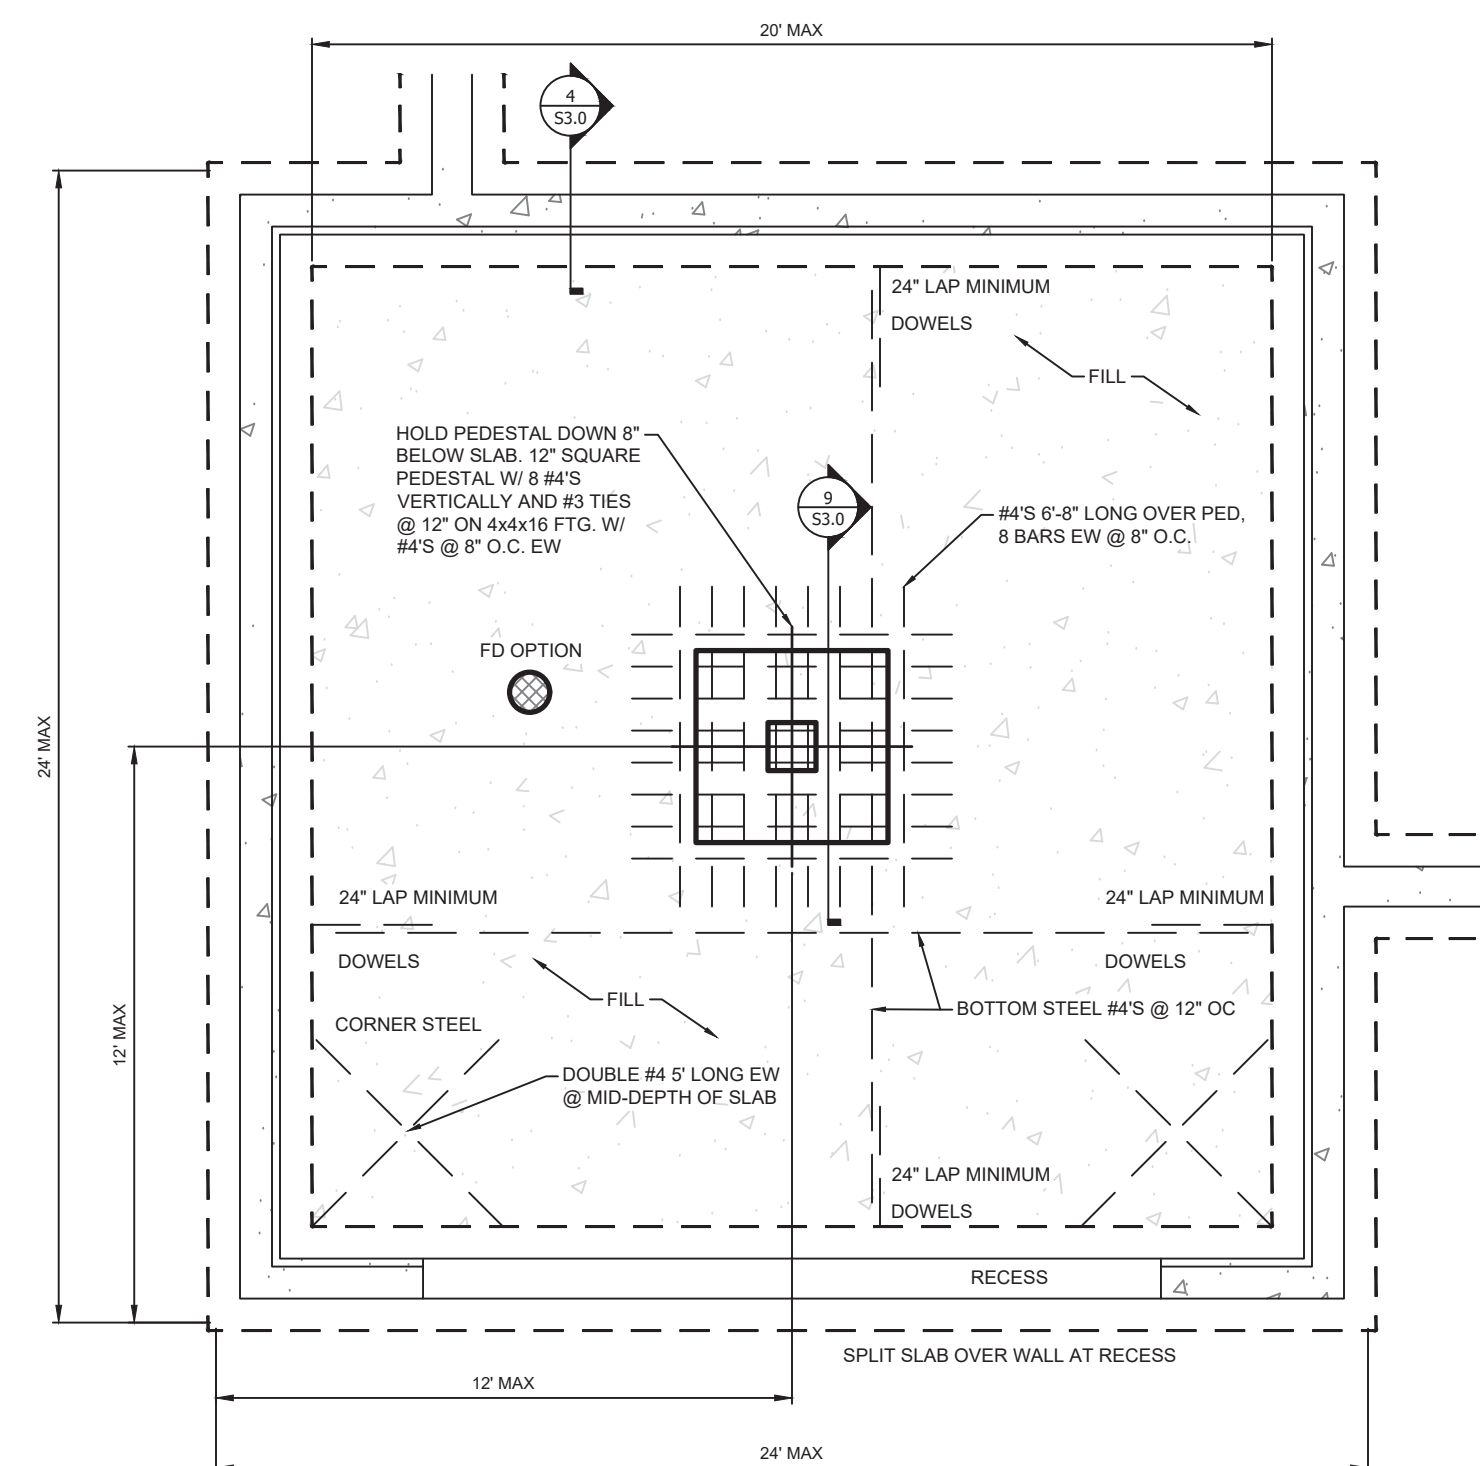 20' MAX
4
S3.0
24" LAP MINIMUM
DOWELS
FILL
HOLD PEDESTAL DOWN 8"
BELOW SLAB. 12" SQUARE
PEDESTAL W/ 8 #4'S
VERTICALLY AND #3 TIES
@ 12" ON 4x4x16 FTG. W/
#4'S @ 8" O.C. EW
9
S3.0
#4'S 6'-8" LONG OVER PED,
8 BARS EW @ 8" O.C.
FD OPTION
24' MAX
24" LAP MINIMUM
24" LAP MINIMUM
DOWELS
DOWELS
FILL
BOTTOM STEEL #4'S @ 12" OC
CORNER STEEL
12' MAX
DOUBLE #4 5' LONG EW
@ MID-DEPTH OF SLAB
24" LAP MINIMUM
DOWELS
RECESS
SPLIT SLAB OVER WALL AT RECESS
12' MAX
24' MAX